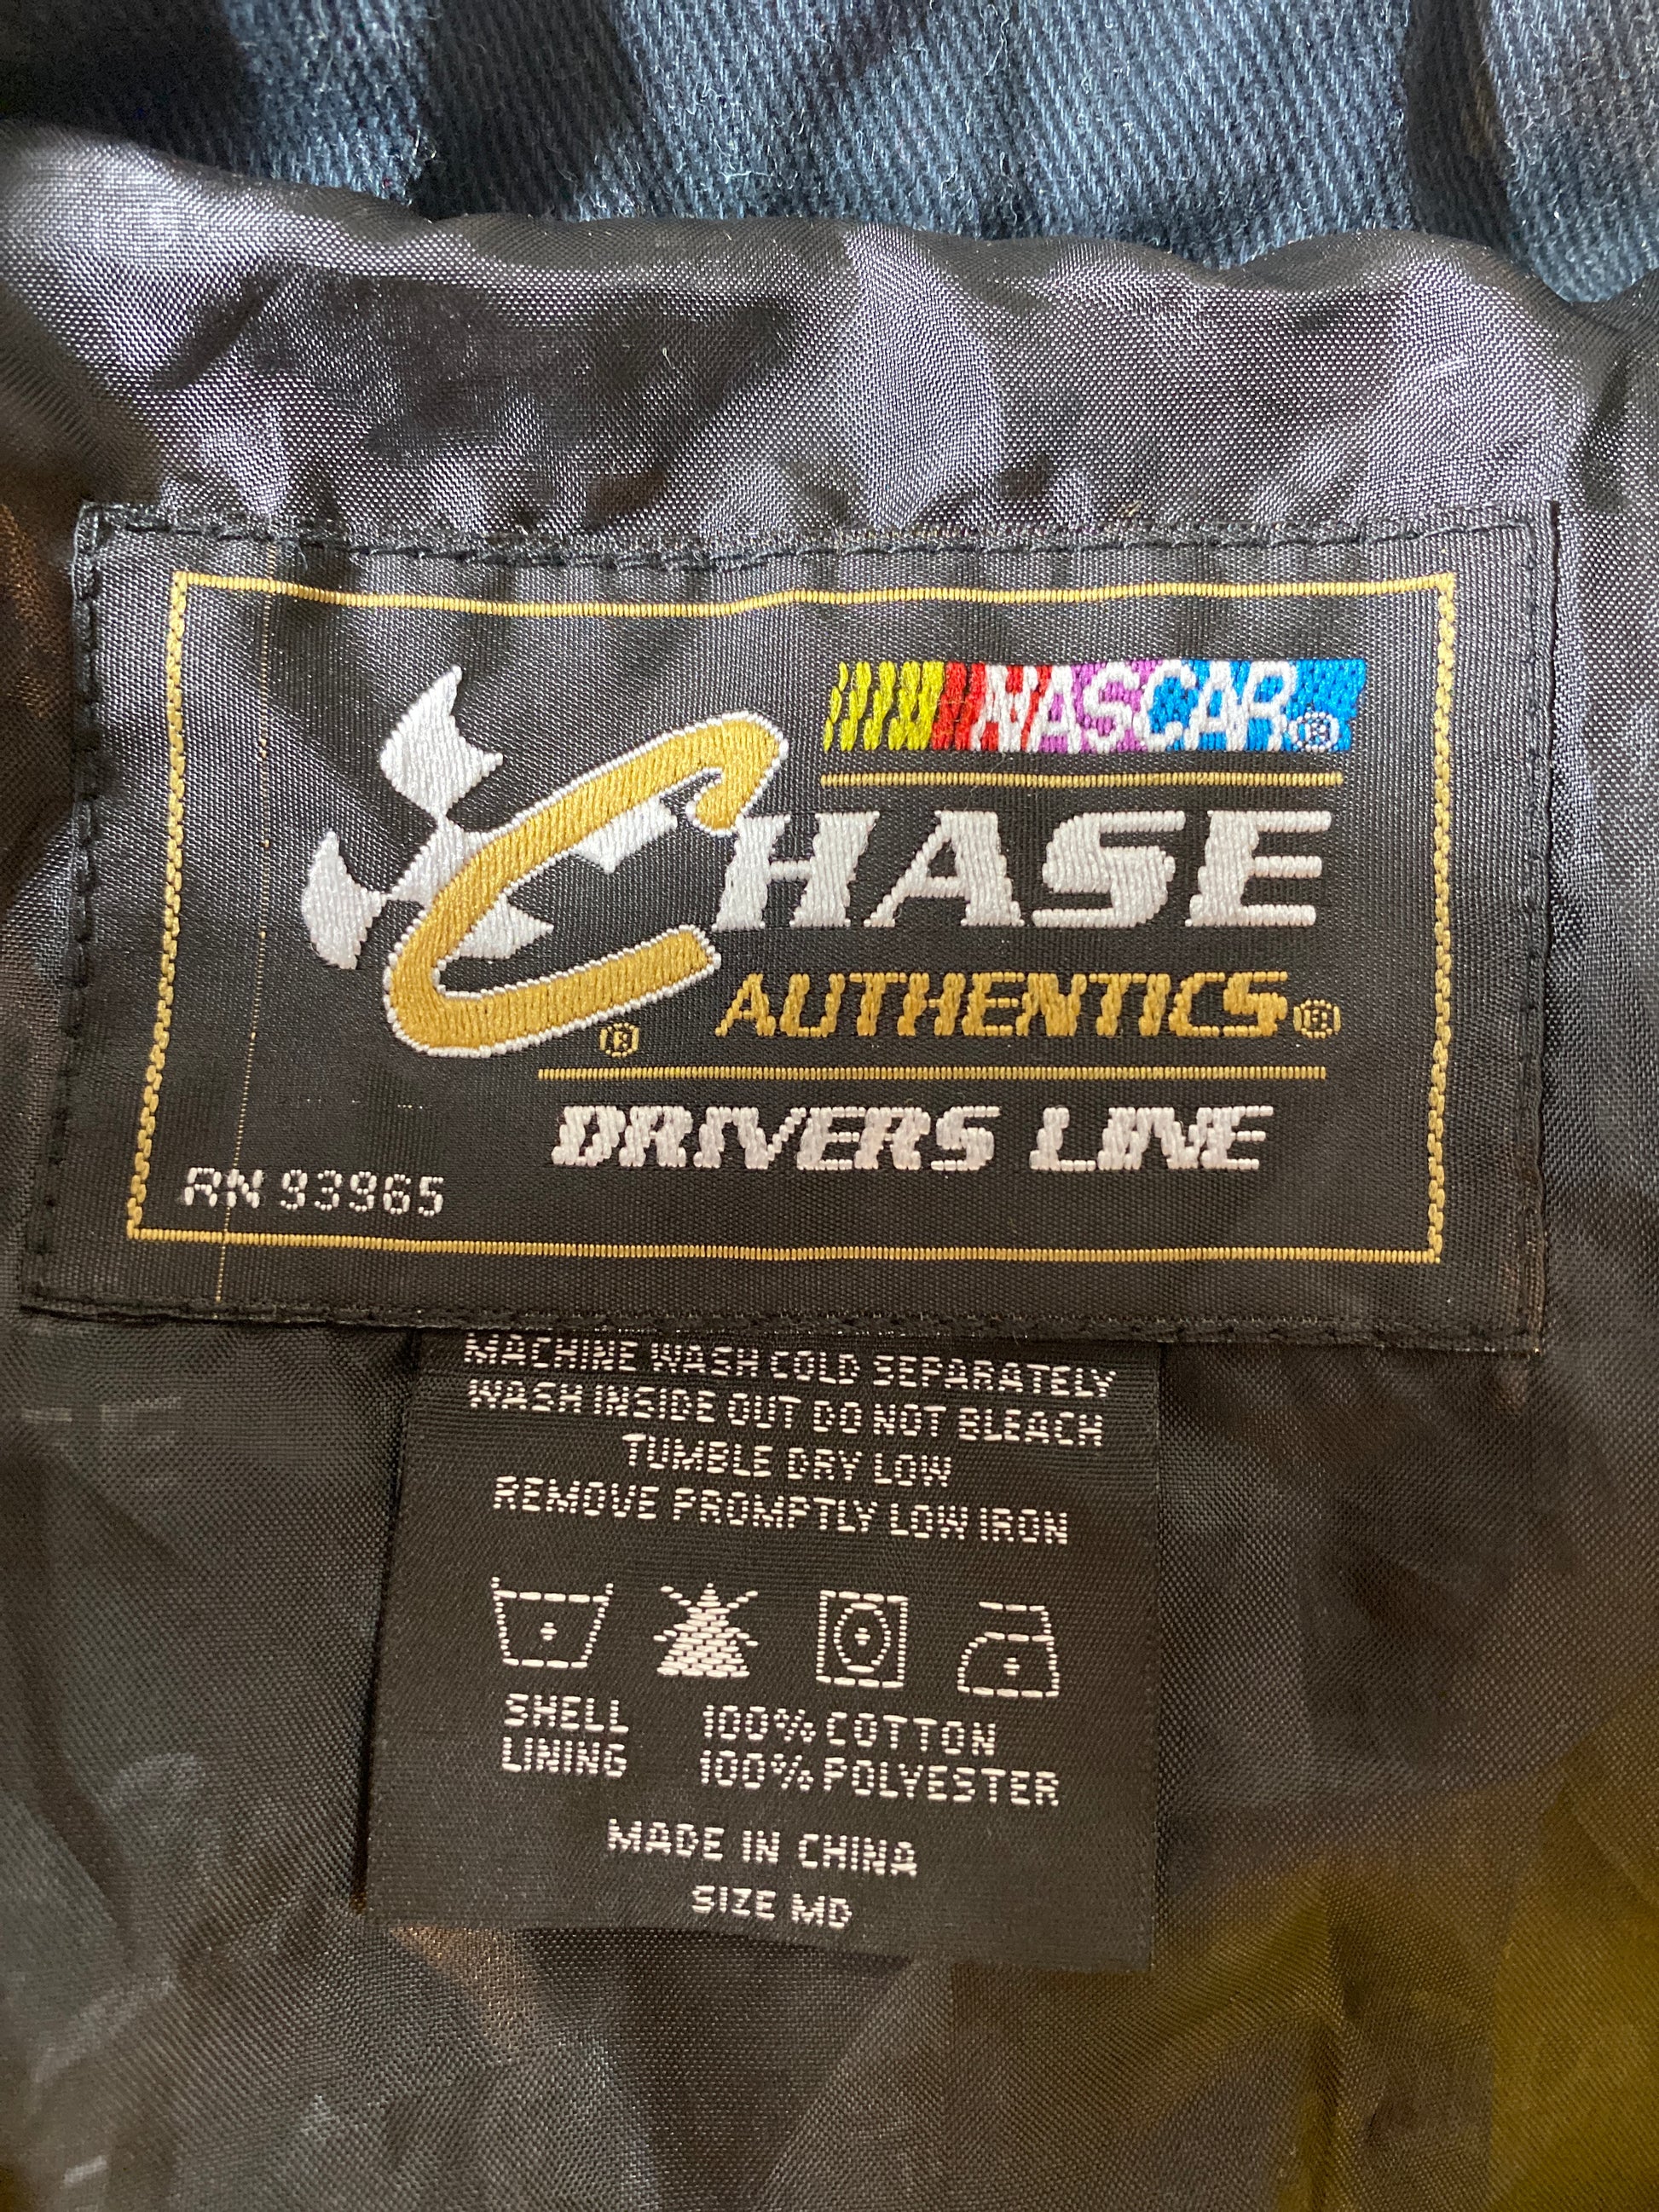 NASCAR®
CHASE
AUTHENTICS®
®
DRIVERS LINE
RN 93965
MACHINE WASH COLD SEPARATELY
WASH INSIDE OUT DO NOT BLEACH
TUMBLE DRY LOW
REMOVE PROMPTLY LOW IRON
SHELL 100% COTTON
LINING 100% POLYESTER
MADE IN CHINA
SIZE MD